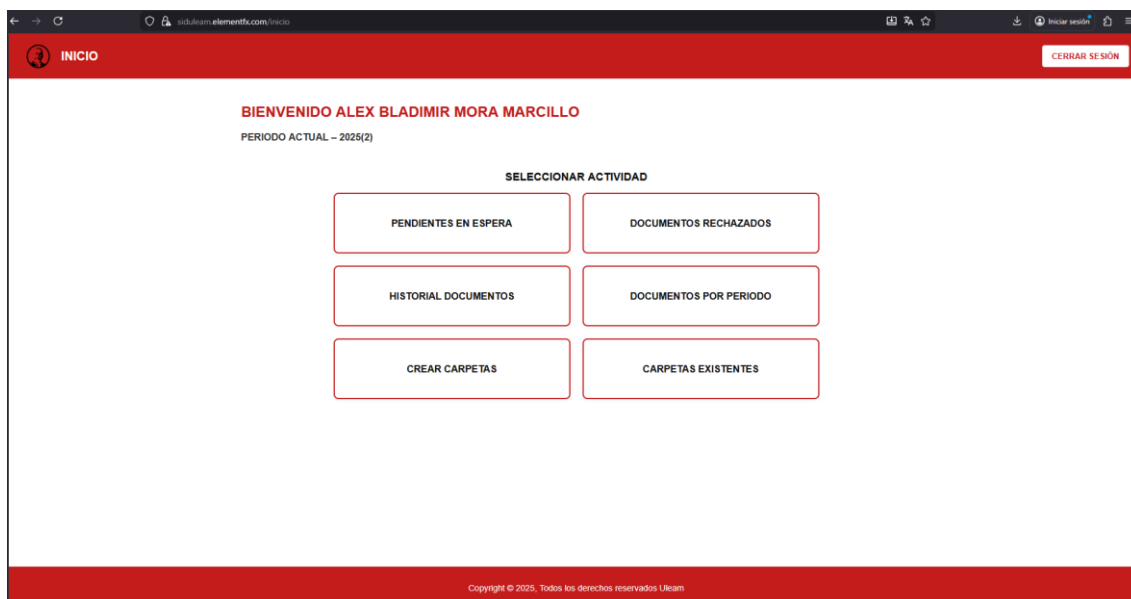 siduleam.elementfx.com/inicio
Iniciar sesión
INICIO
CERRAR SESIÓN
BIENVENIDO ALEX BLADIMIR MORA MARCILLO
PERIODO ACTUAL – 2025(2)
SELECCIONAR ACTIVIDAD
PENDIENTES EN ESPERA
DOCUMENTOS RECHAZADOS
HISTORIAL DOCUMENTOS
DOCUMENTOS POR PERIODO
CREAR CARPETAS
CARPETAS EXISTENTES
Copyright © 2025, Todos los derechos reservados Uleam